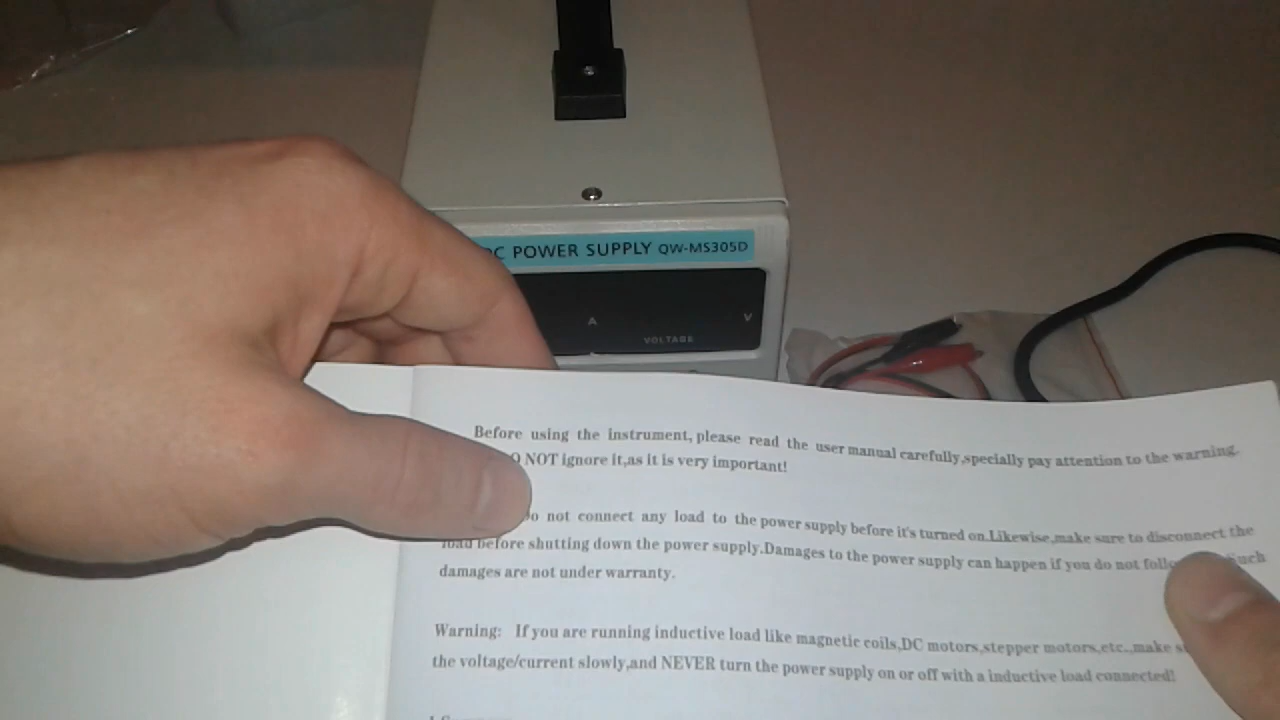 DC POWER SUPPLY QW-MS305D
A V
VOLTAGE
Before using the instrument, please read the user manual carefully,specially pay attention to the warning.
NOT ignore it,as it is very important!
not connect any load to the power supply before it's turned on.Likewise,make sure to disconnect the
load before shutting down the power supply.Damages to the power supply can happen if you do not
damages are not under warranty.
Warning: If you are running inductive load like magnetic coils,DC motors,stepper motors,etc.,make
the voltage/current slowly,and NEVER turn the power supply on or off with a inductive load connected!